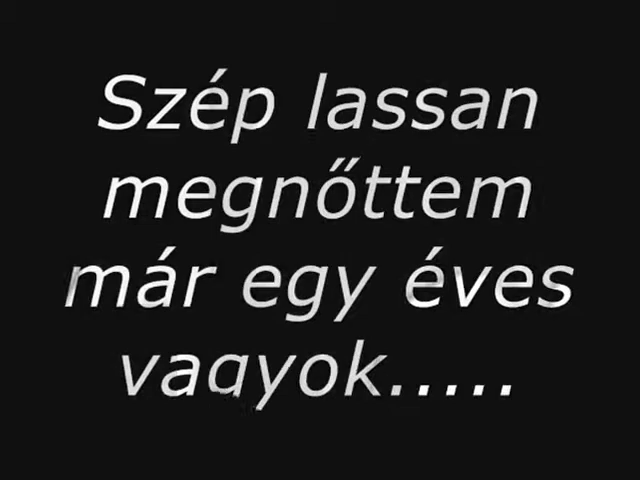 Szép lassan
megnőttem
már egy éves
vagyok.....